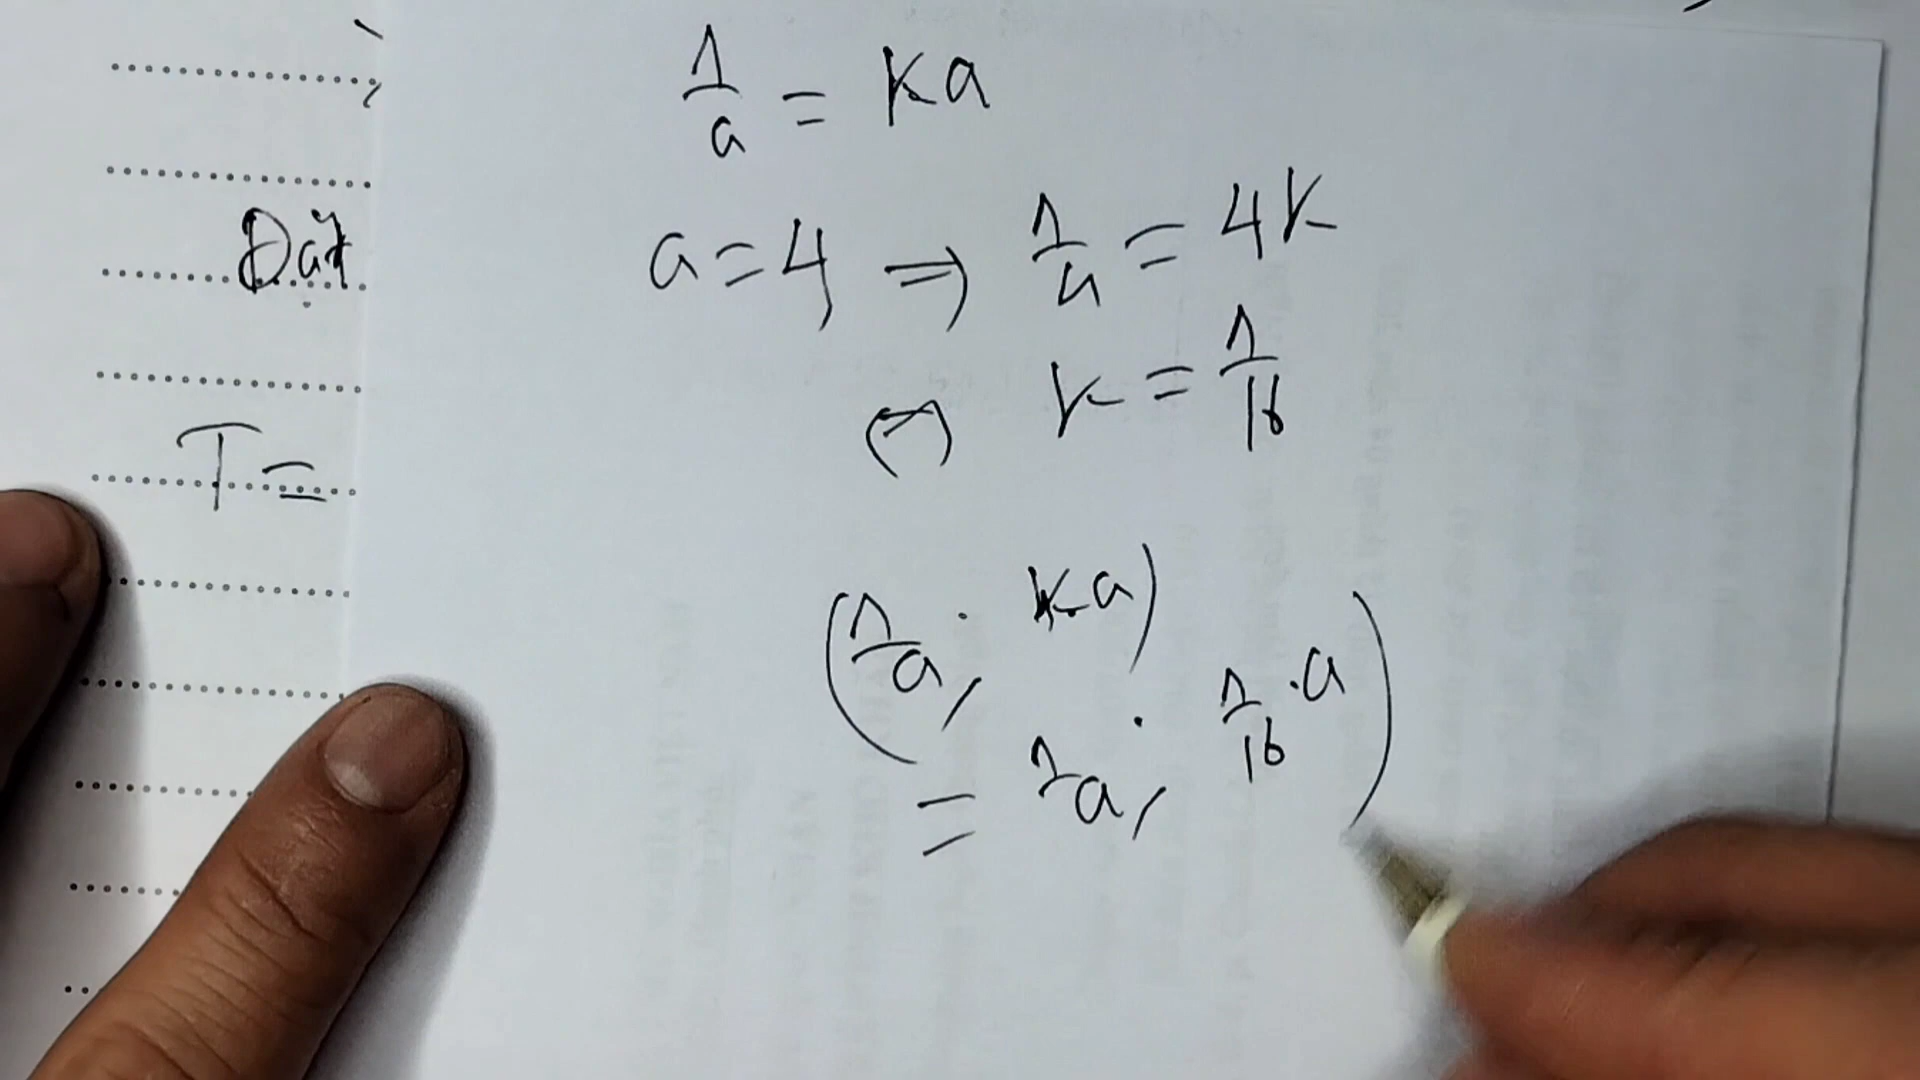 1/a = ka
a = 4 ⇒ 1/4 = 4k
Đặt
⇔ k = 1/16
T =
(1/a, ka)
= 1/a, 1/16 . a)